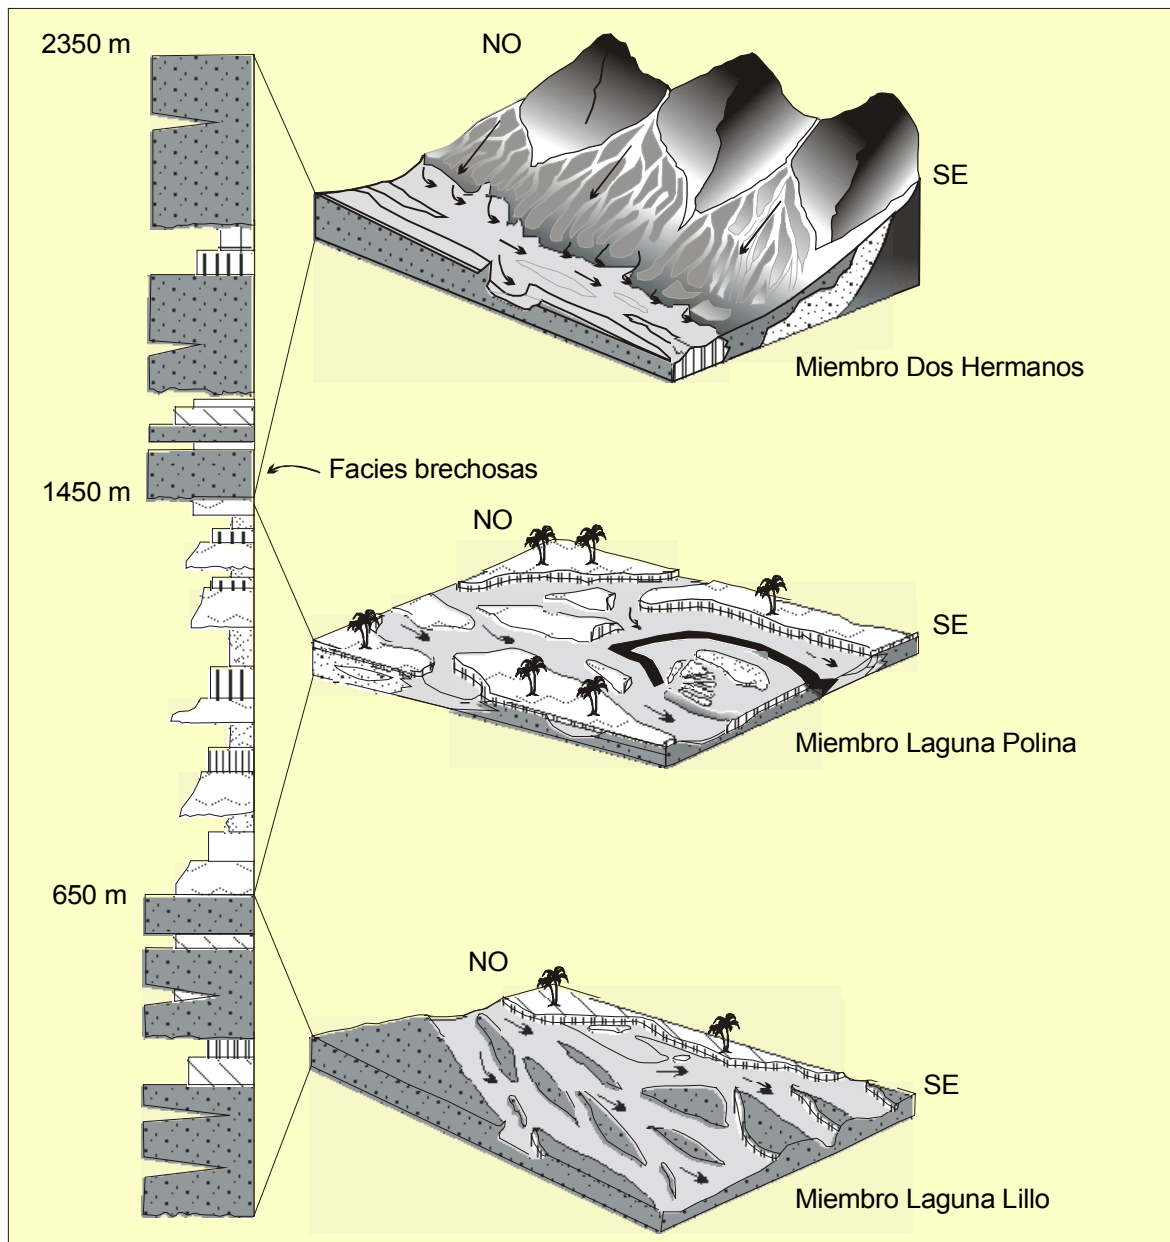 2350 m
NO
SE
Miembro Dos Hermanos
Facies brechosas
1450 m
NO
SE
Miembro Laguna Polina
650 m
NO
SE
Miembro Laguna Lillo